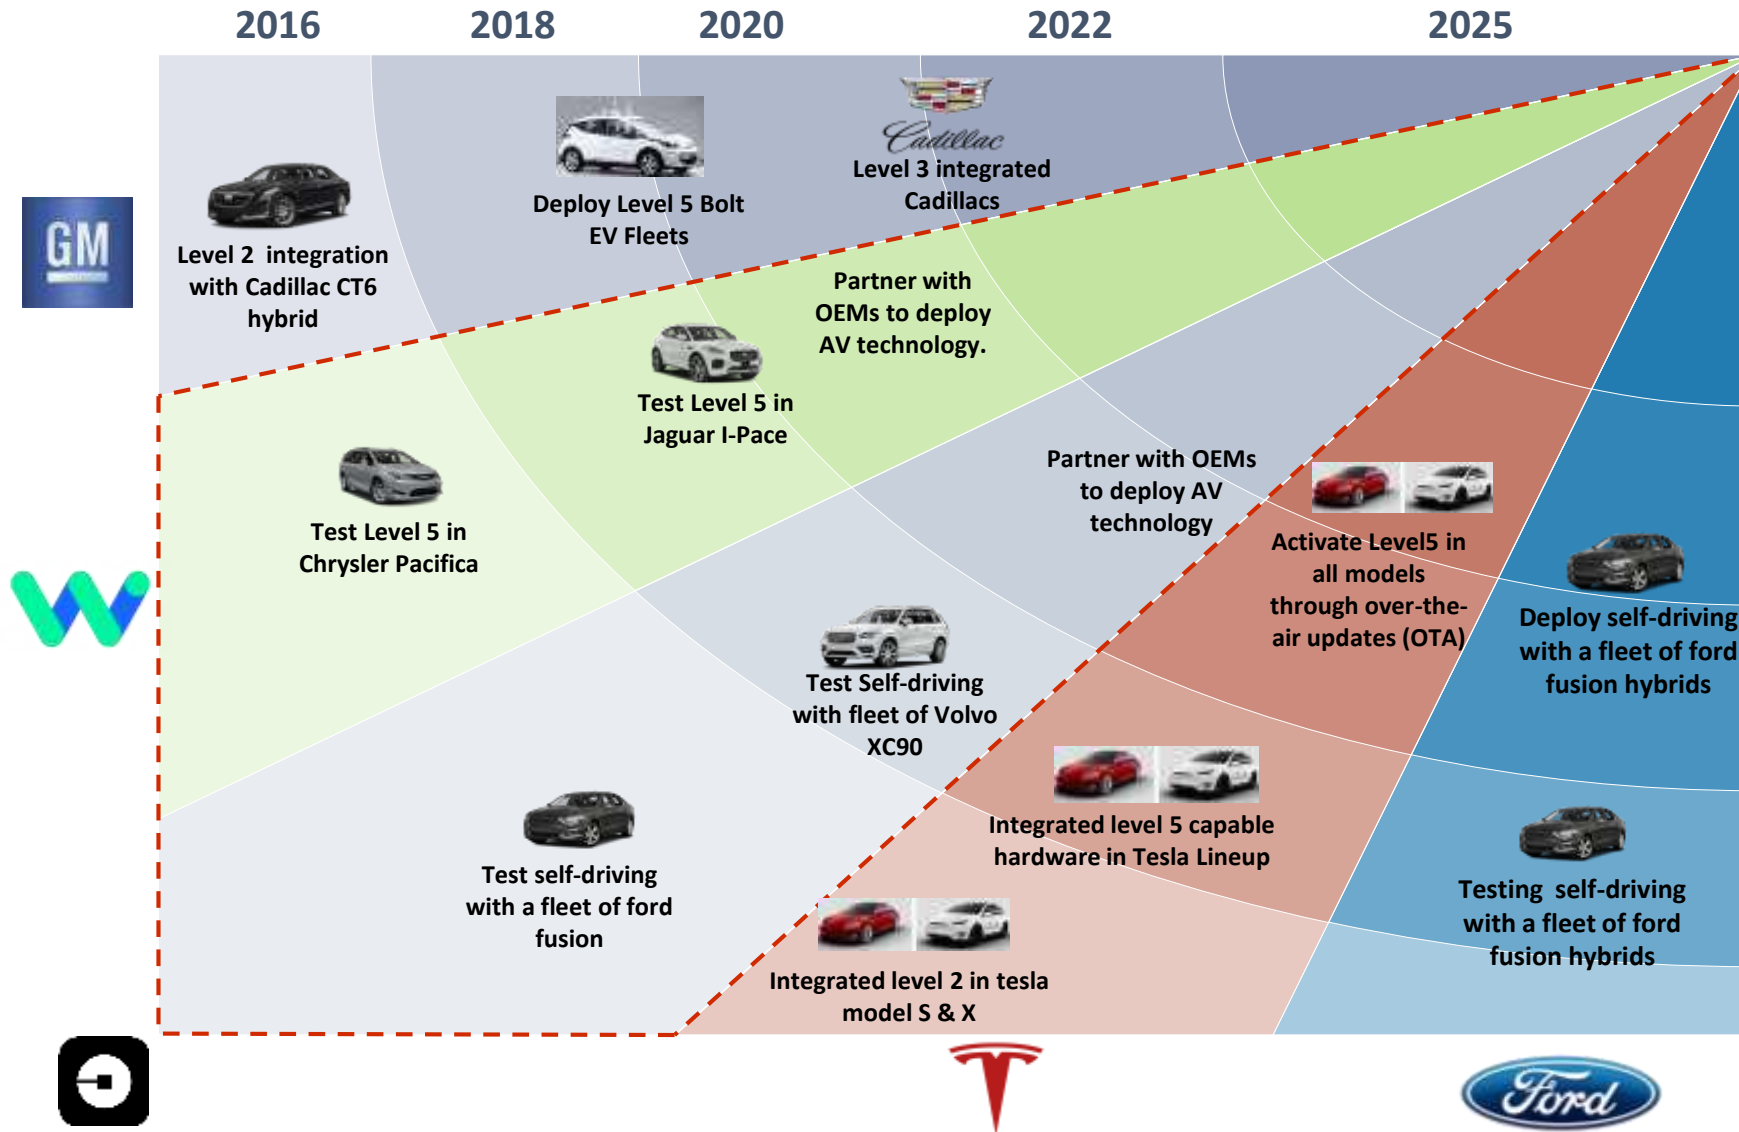 2016 2018 2020 2022 2025
Cadillac
Level 3 integrated
Cadillacs
Deploy Level 5 Bolt
EV Fleets
GM
Level 2 integration
with Cadillac CT6
hybrid
Partner with
OEMs to deploy
AV technology.
Test Level 5 in
Jaguar I-Pace
Test Level 5 in
Chrysler Pacifica
Partner with OEMs
to deploy AV
technology
Activate Level5 in
all models
through over-the-
air updates (OTA)
Deploy self-driving
with a fleet of ford
fusion hybrids
Test Self-driving
with fleet of Volvo
XC90
Integrated level 5 capable
hardware in Tesla Lineup
Test self-driving
with a fleet of ford
fusion
Testing self-driving
with a fleet of ford
fusion hybrids
Integrated level 2 in tesla
model S & X
Ford